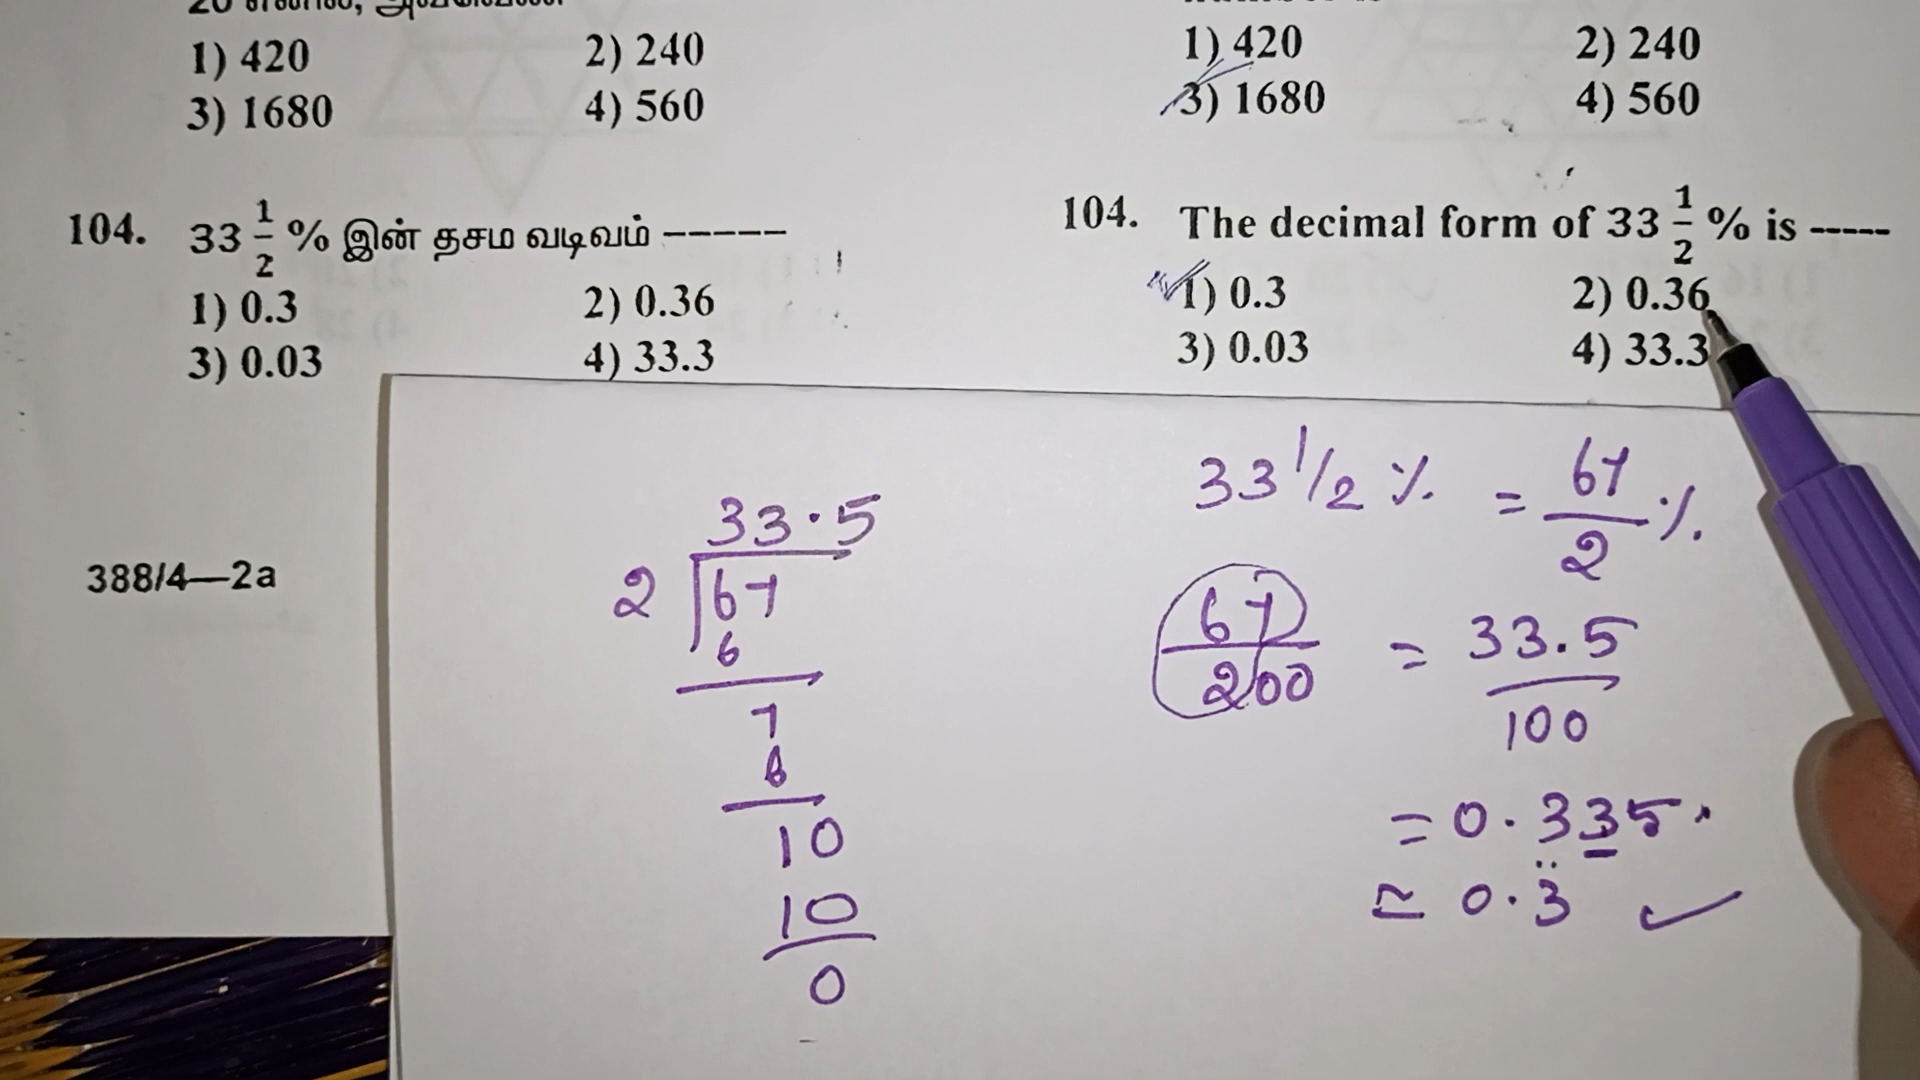 20 எனில்,
1) 420 2) 240
3) 1680 4) 560
104. 33 1/2 % இன் தசம வடிவம் -----
1) 0.3 2) 0.36
3) 0.03 4) 33.3
388/4—2a
1) 420 2) 240
3) 1680 4) 560
104. The decimal form of 33 1/2 % is -----
1) 0.3 2) 0.36
3) 0.03 4) 33.3
33.5
2 67
6
7
6
10
10
0
33 1/2 % = 67/2 %
67/200 = 33.5/100
= 0.335
≃ 0.3 ✓